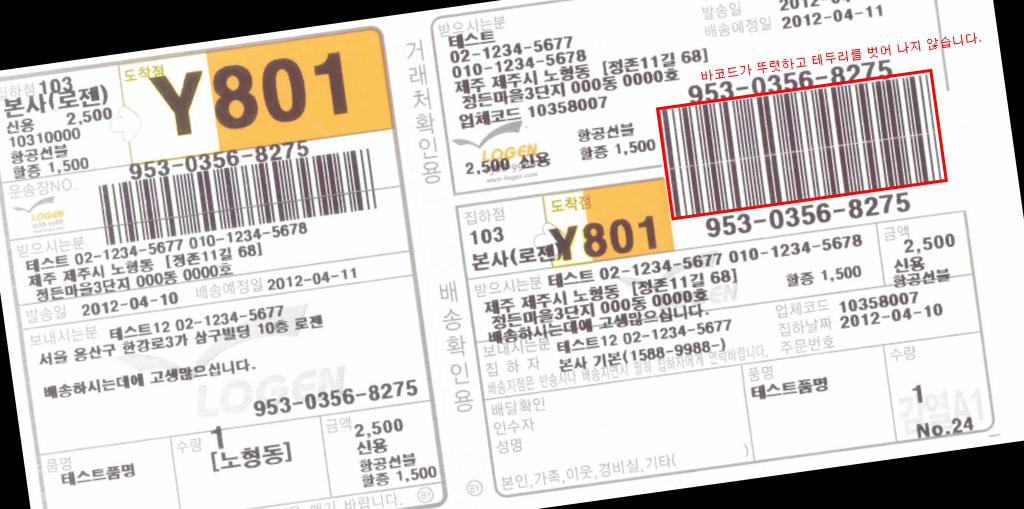 집하점 103
도착점
Y801
본사(로젠)
신용 2,500
10310000
항공선불
할증 1,500
953-0356-8275
운송장NO.
LOGEN
1588-9988
받으시는분
테스트 02-1234-5677 010-1234-5678
제주 제주시 노형동 [정존11길 68]
정든마을3단지 000동 0000호
발송일 2012-04-10 배송예정일 2012-04-11
보내시는분 테스트12 02-1234-5677
서울 용산구 한강로3가 삼구빌딩 10층 로젠
배송하시는데에 고생많으십니다.
LOGEN
953-0356-8275
품명
테스트품명
수량
1
[노형동]
금액
2,500
신용
항공선불
할증 1,500
바랍니다.
거래처확인용
받으시는분
테스트
02-1234-5677
010-1234-5678
제주 제주시 노형동 [정존11길 68]
정든마을3단지 000동 0000호
업체코드 10358007
발송일
배송예정일 2012-04-11
바코드가 뚜렷하고 테두리를 벗어 나지 않습니다.
953-0356-8275
LOGEN
www.logen.com
2,500 신용
항공선불
할증 1,500
953-0356-8275
배송확인용
집하점
103
본사(로젠)
도착점
Y801
받으시는분 테스트 02-1234-5677 010-1234-5678
제주 제주시 노형동 [정존11길 68]
정든마을3단지 000동 0000호
할증 1,500
금액
2,500
신용
항공선불
배송하시는데에 고생많으십니다.
보내시는분 테스트12 02-1234-5677
업체코드 10358007
집하자 본사 기본(1588-9988-)
집하날짜 2012-04-10
주문번호
배달확인
인수자
성명
품명
테스트품명
수량
1
No.24
본인,가족,이웃,경비실,기타( )